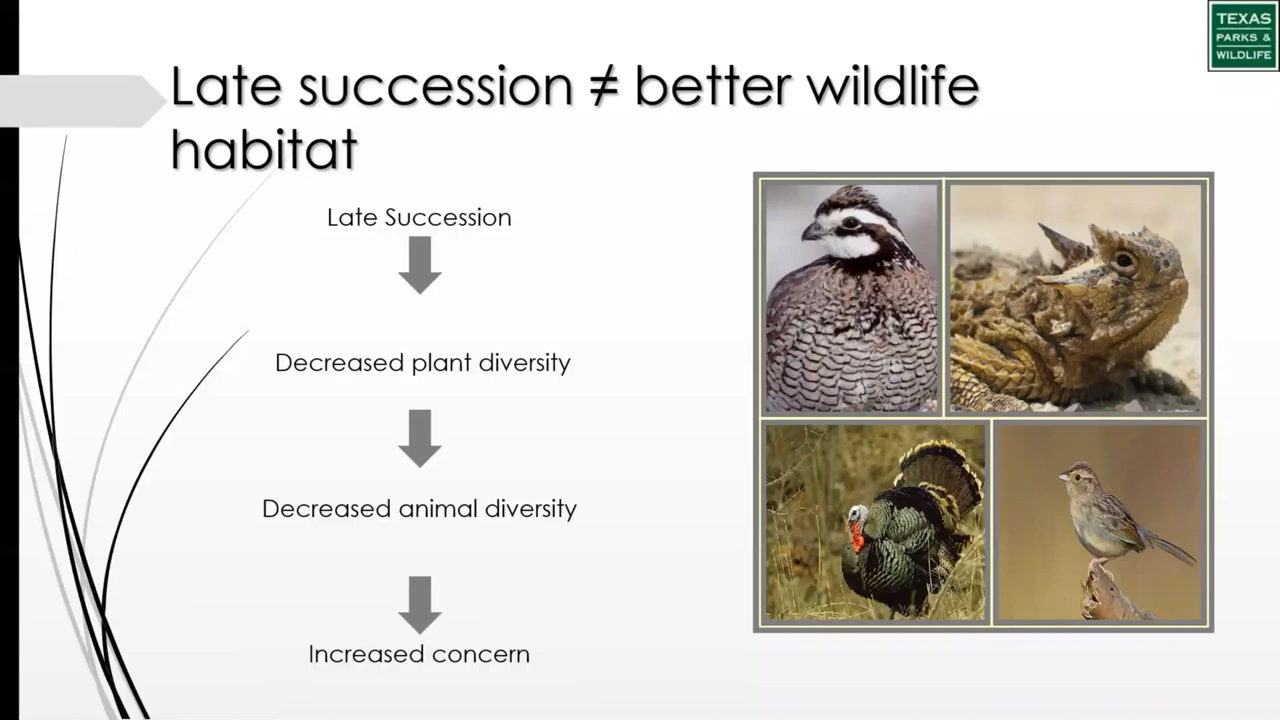 TEXAS
PARKS &
WILDLIFE
Late succession ≠ better wildlife
habitat
Late Succession
Decreased plant diversity
Decreased animal diversity
Increased concern